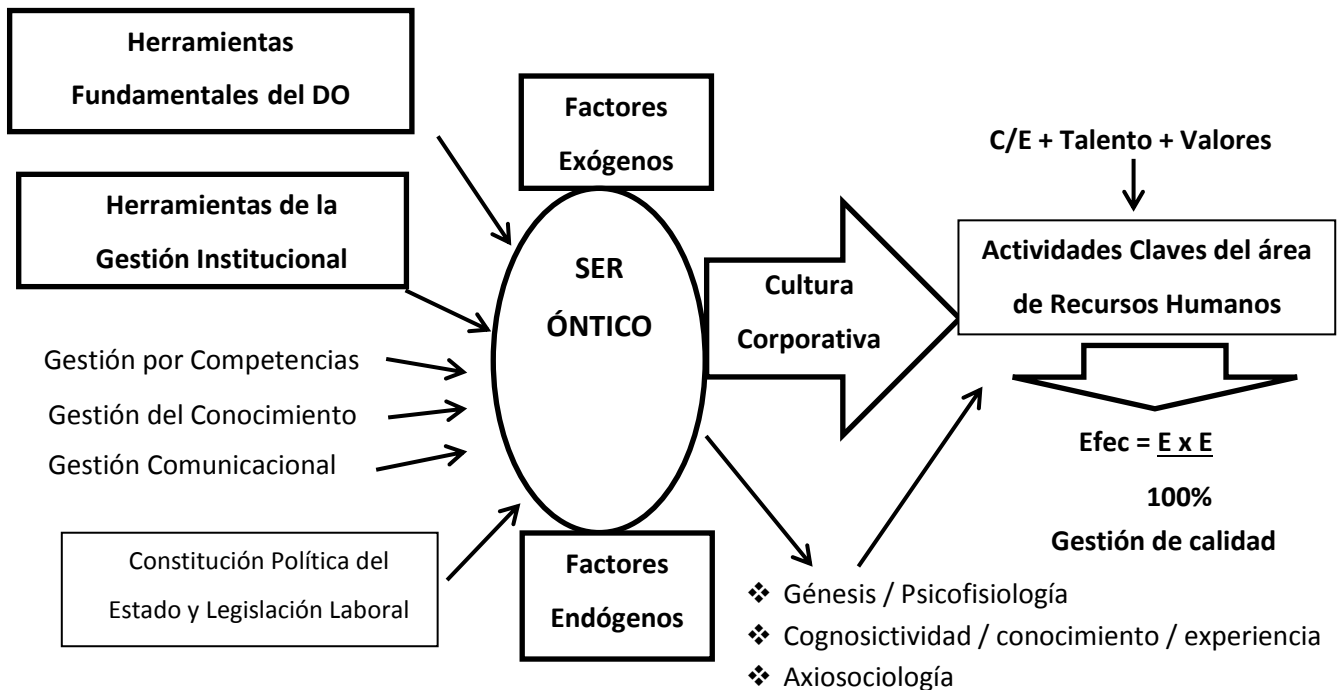 Herramientas
Fundamentales del DO
Herramientas de la
Gestión Institucional
Gestión por Competencias
Gestión del Conocimiento
Gestión Comunicacional
Constitución Política del
Estado y Legislación Laboral
Factores
Exógenos
SER
ÓNTICO
Factores
Endógenos
Cultura
Corporativa
C/E + Talento + Valores
Actividades Claves del área
de Recursos Humanos
Efec = E x E
100%
Gestión de calidad
❖ Génesis / Psicofisiología
❖ Cognosictividad / conocimiento / experiencia
❖ Axiosociología